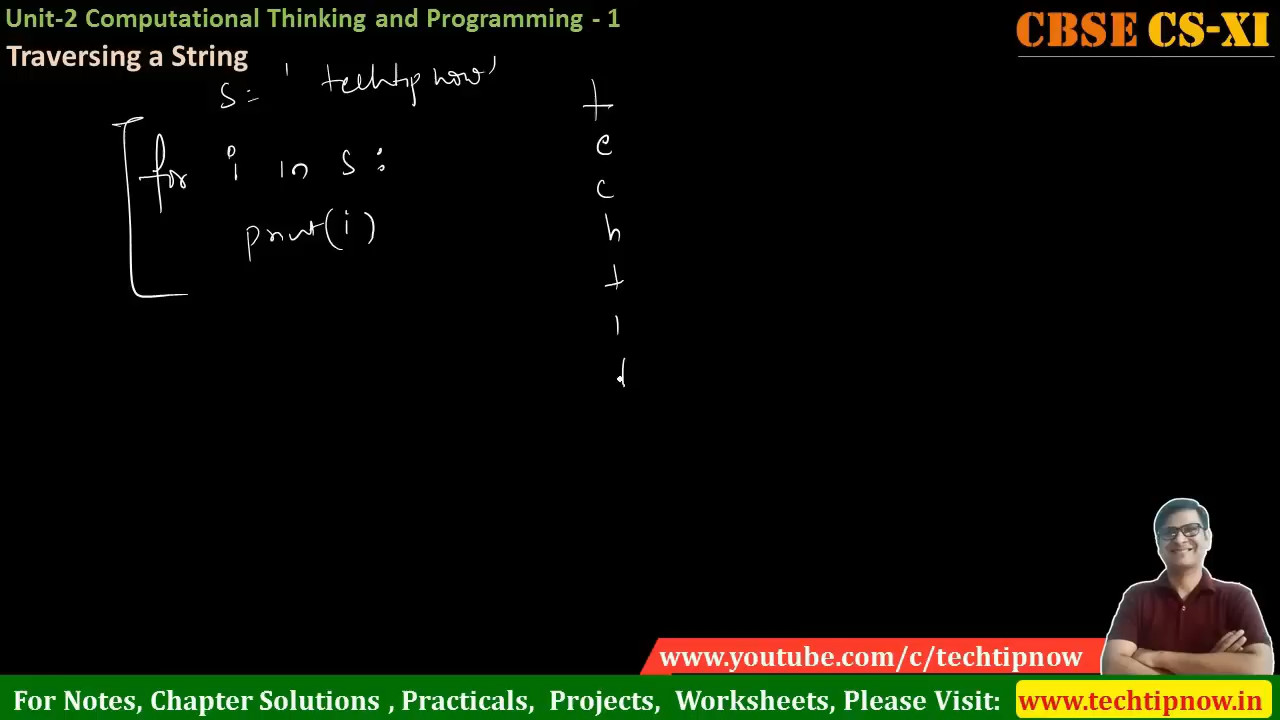 Unit-2 Computational Thinking and Programming - 1
CBSE CS-XI
Traversing a String
s= 'techtipnow'
for i in s:
print(i)
t
e
c
h
t
i
www.youtube.com/c/techtipnow
For Notes, Chapter Solutions , Practicals, Projects, Worksheets, Please Visit: www.techtipnow.in